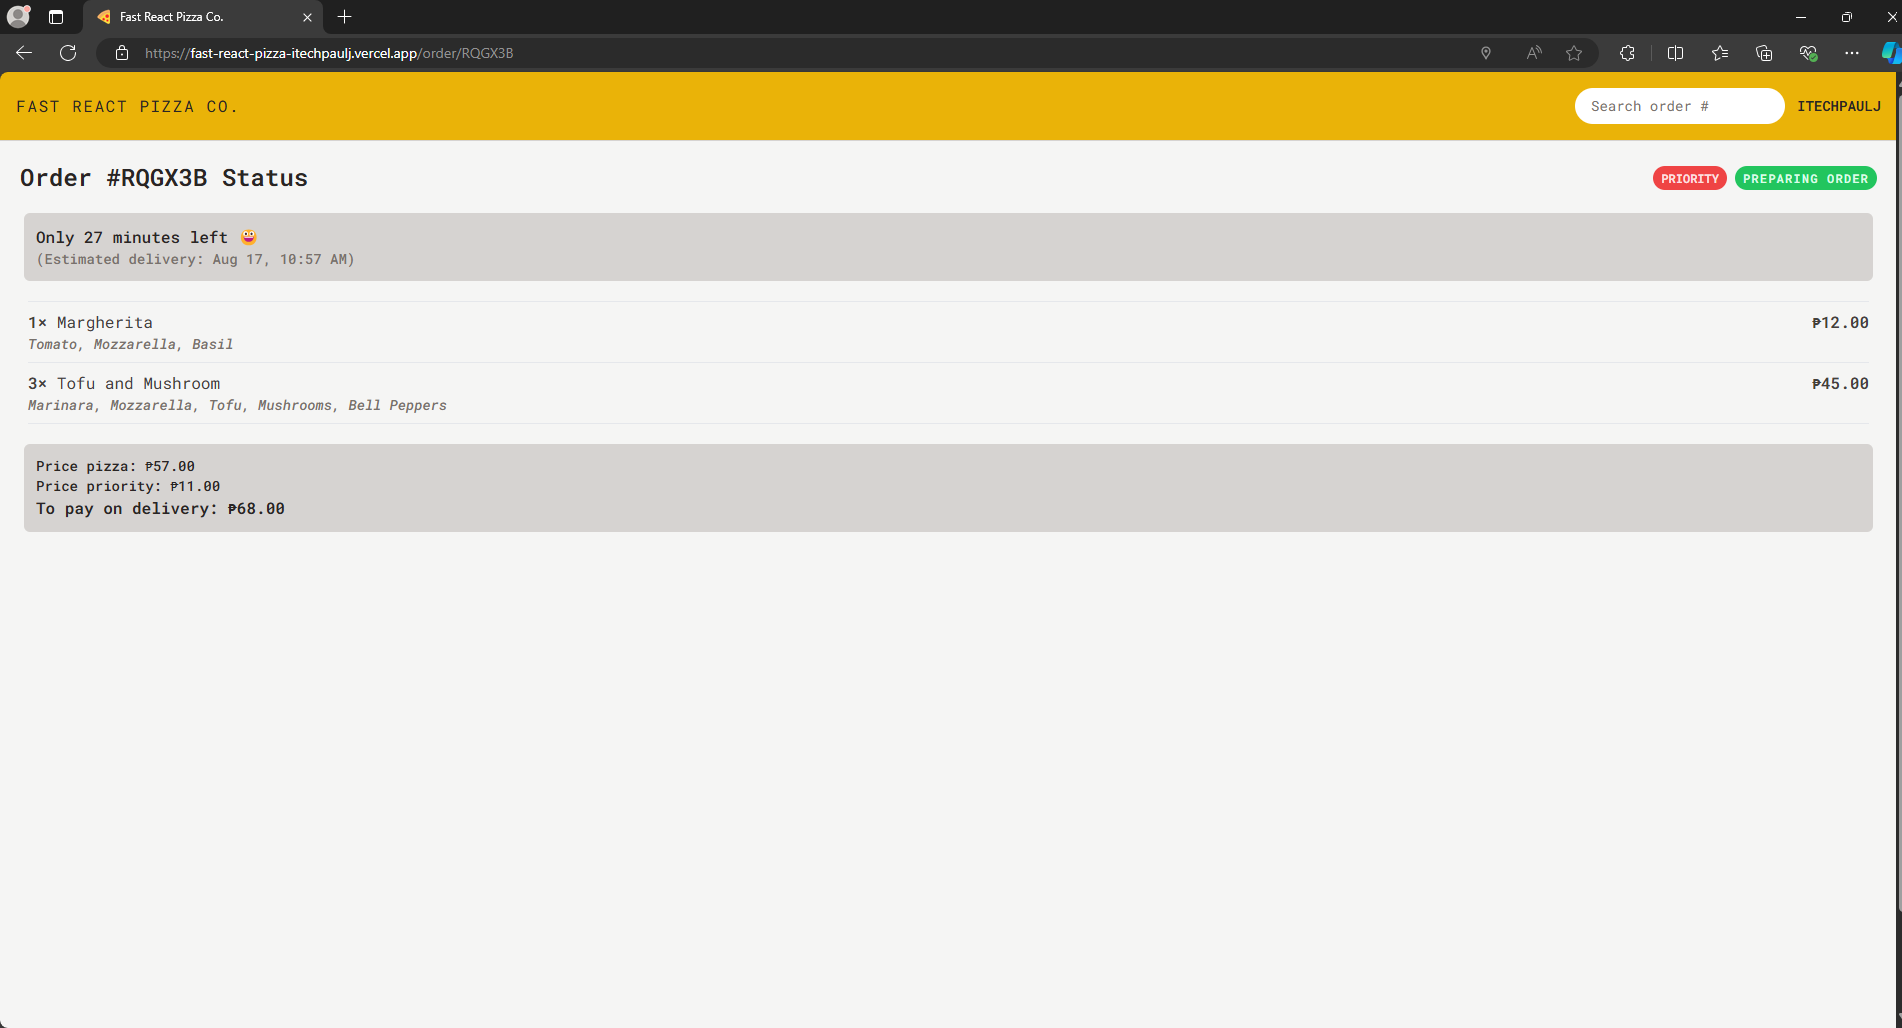 Fast React Pizza Co.
https://fast-react-pizza-itechpaulj.vercel.app/order/RQGX3B
FAST REACT PIZZA CO.
Search order #
ITECHPAULJ
Order #RQGX3B Status
PRIORITY
PREPARING ORDER
Only 27 minutes left 😀
(Estimated delivery: Aug 17, 10:57 AM)
1× Margherita
₱12.00
Tomato, Mozzarella, Basil
3× Tofu and Mushroom
₱45.00
Marinara, Mozzarella, Tofu, Mushrooms, Bell Peppers
Price pizza: ₱57.00
Price priority: ₱11.00
To pay on delivery: ₱68.00